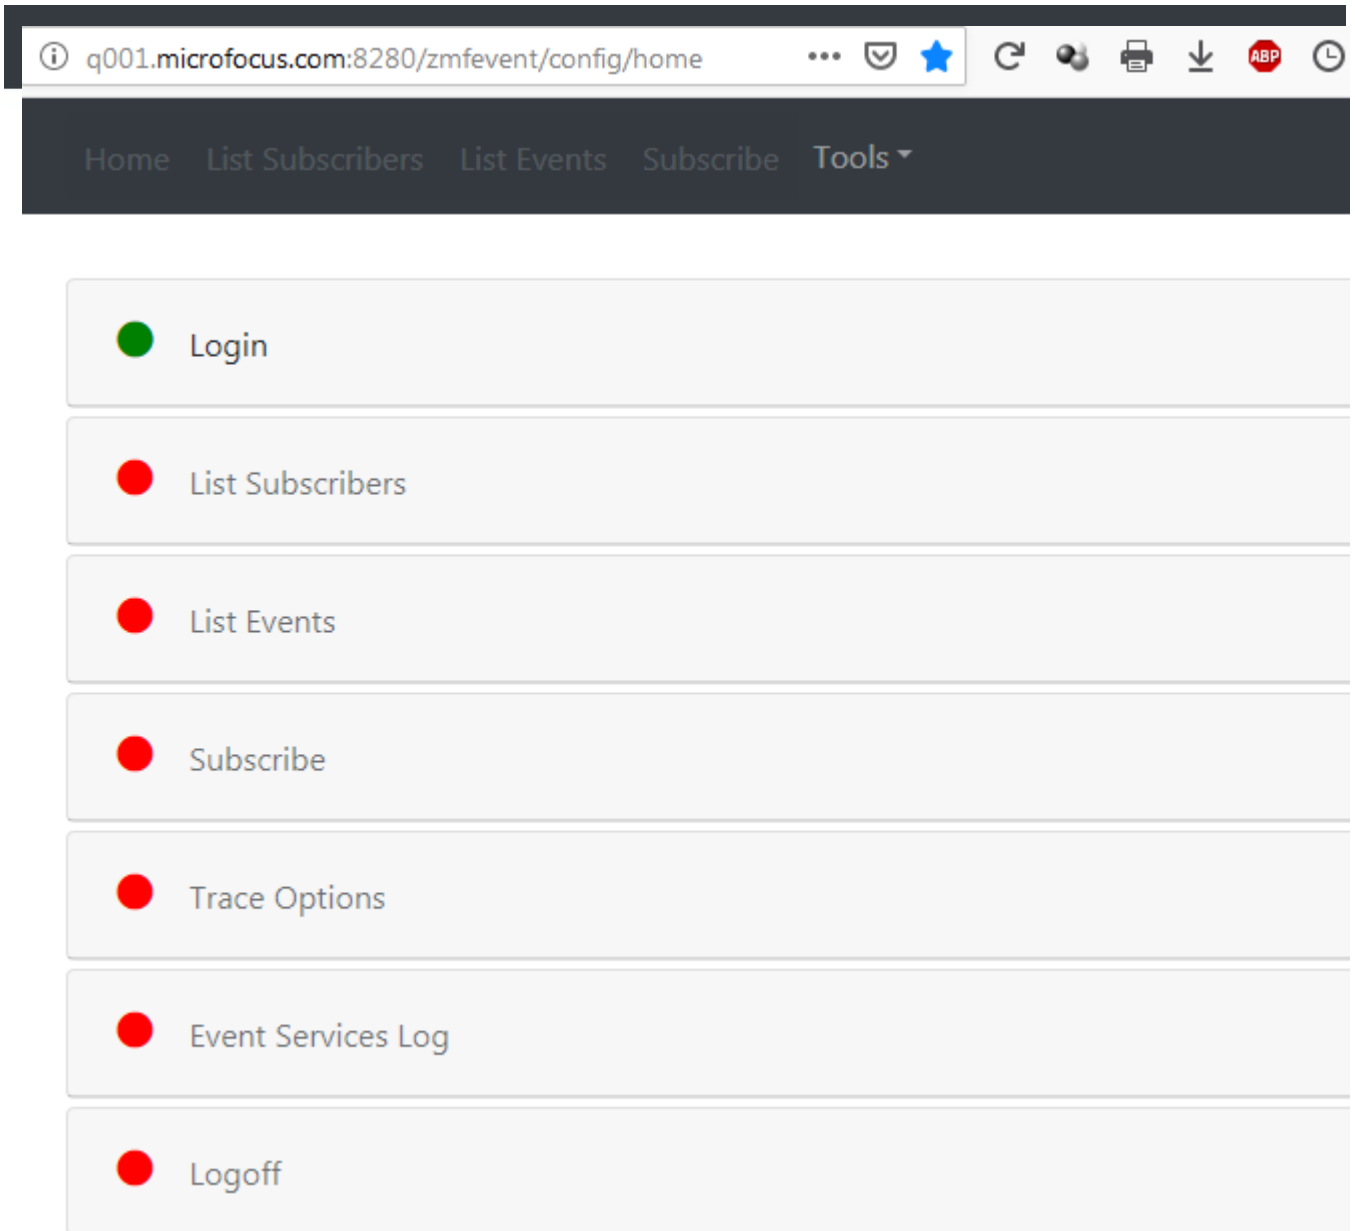 q001.microfocus.com:8280/zmfevent/config/home ABP
Home List Subscribers List Events Subscribe Tools
Login
List Subscribers
List Events
Subscribe
Trace Options
Event Services Log
Logoff